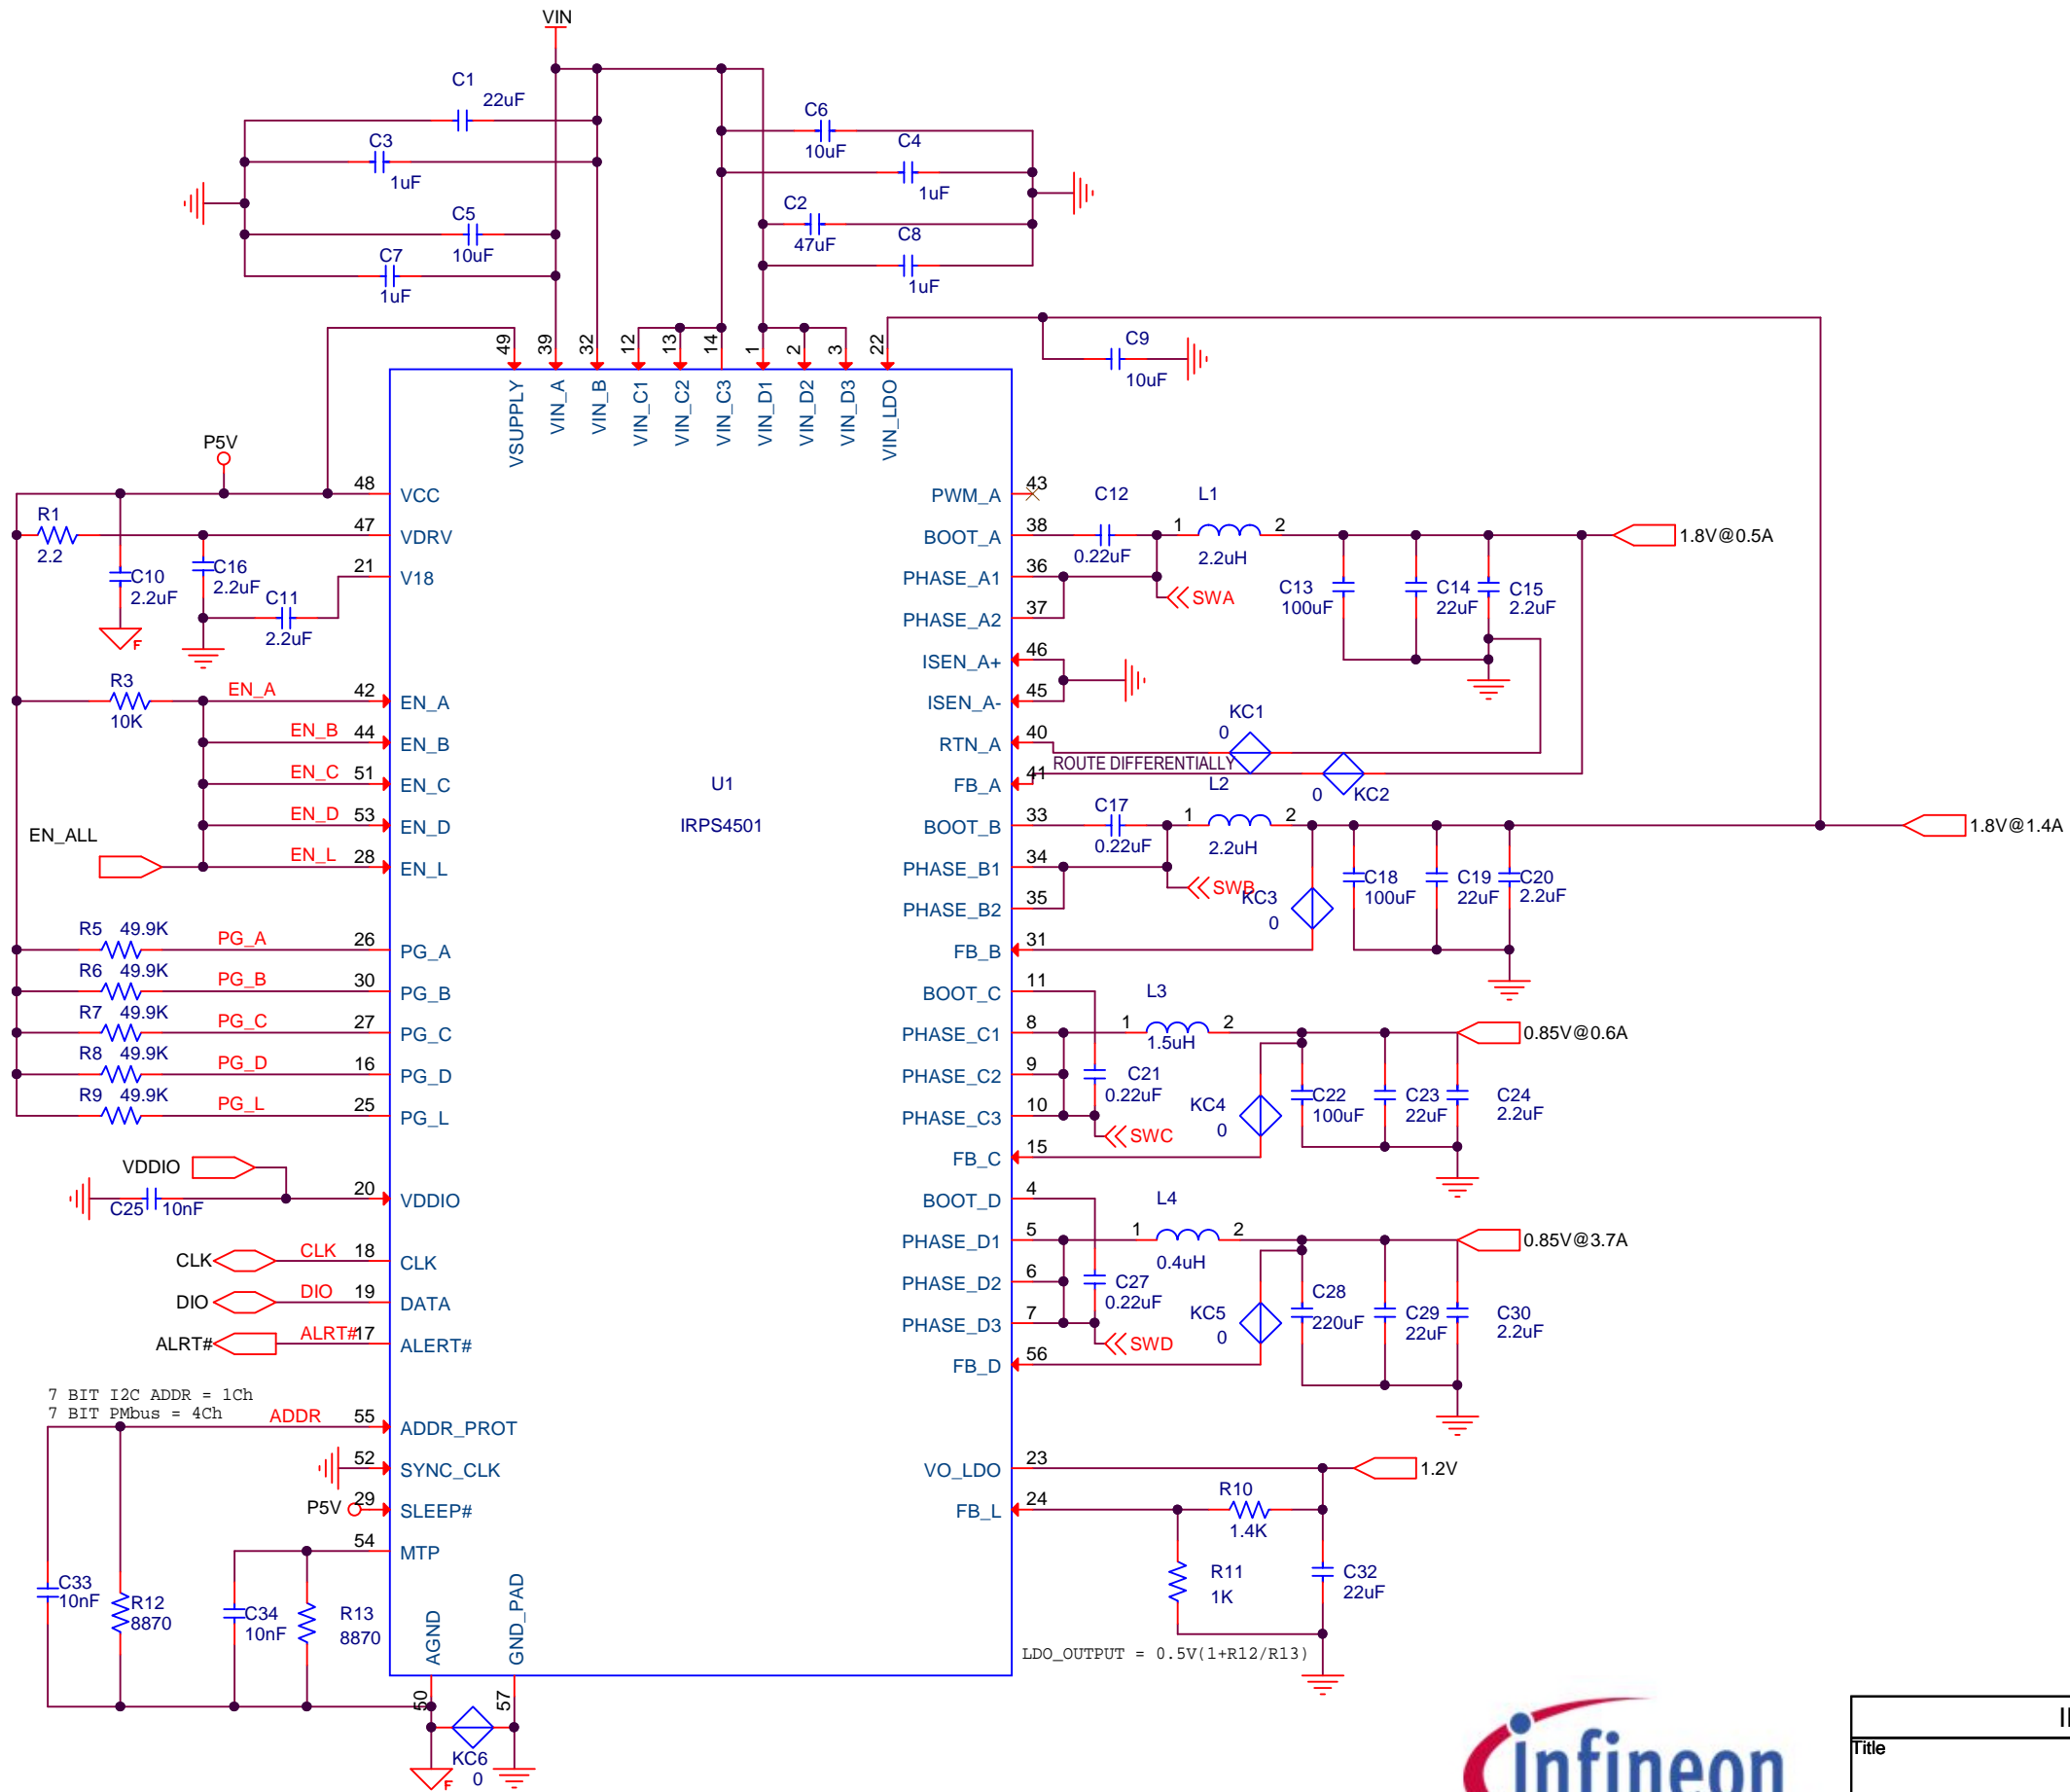 VIN
C1
22uF
C3
1uF
C5
10uF
C7
1uF
C6
10uF
C4
1uF
C2
47uF
C8
1uF
C9
10uF
49
39
32
12
13
14
1
2
3
22
VSUPPLY
VIN_A
VIN_B
VIN_C1
VIN_C2
VIN_C3
VIN_D1
VIN_D2
VIN_D3
VIN_LDO
P5V
48 VCC
R1
2.2
47 VDRV
C10
2.2uF
C16
2.2uF
21 V18
C11
2.2uF
F
R3
10K
EN_A 42 EN_A
EN_B 44 EN_B
EN_C 51 EN_C
EN_D 53 EN_D
EN_ALL
EN_L 28 EN_L
R5 49.9K PG_A 26 PG_A
R6 49.9K PG_B 30 PG_B
R7 49.9K PG_C 27 PG_C
R8 49.9K PG_D 16 PG_D
R9 49.9K PG_L 25 PG_L
VDDIO
C25 10nF
20 VDDIO
CLK CLK 18 CLK
DIO DIO 19 DATA
ALRT# ALRT# 17 ALERT#
7 BIT I2C ADDR = 1Ch
7 BIT PMbus = 4Ch
ADDR 55 ADDR_PROT
52 SYNC_CLK
P5V 29 SLEEP#
54 MTP
C33
10nF
R12
8870
C34
10nF
R13
8870
AGND
GND_PAD
50
57
KC6
0
F
U1
IRPS4501
PWM_A 43
BOOT_A 38
C12
0.22uF
L1
1 2
2.2uH
1.8V@0.5A
PHASE_A1 36
SWA
PHASE_A2 37
C13
100uF
C14
22uF
C15
2.2uF
ISEN_A+ 46
ISEN_A- 45
RTN_A 40
KC1
0
ROUTE DIFFERENTIALLY
FB_A 41
0 KC2
BOOT_B 33
C17
0.22uF
L2
1 2
2.2uH
1.8V@1.4A
PHASE_B1 34
SWB
PHASE_B2 35
KC3
0
C18
100uF
C19
22uF
C20
2.2uF
FB_B 31
BOOT_C 11
L3
PHASE_C1 8
1 2
1.5uH
0.85V@0.6A
PHASE_C2 9
C21
0.22uF
PHASE_C3 10
SWC
KC4
0
C22
100uF
C23
22uF
C24
2.2uF
FB_C 15
BOOT_D 4
L4
PHASE_D1 5
1 2
0.4uH
0.85V@3.7A
PHASE_D2 6
C27
0.22uF
PHASE_D3 7
SWD
KC5
0
C28
220uF
C29
22uF
C30
2.2uF
FB_D 56
VO_LDO 23
1.2V
FB_L 24
R10
1.4K
R11
1K
C32
22uF
LDO_OUTPUT = 0.5V(1+R12/R13)
infineon
Title